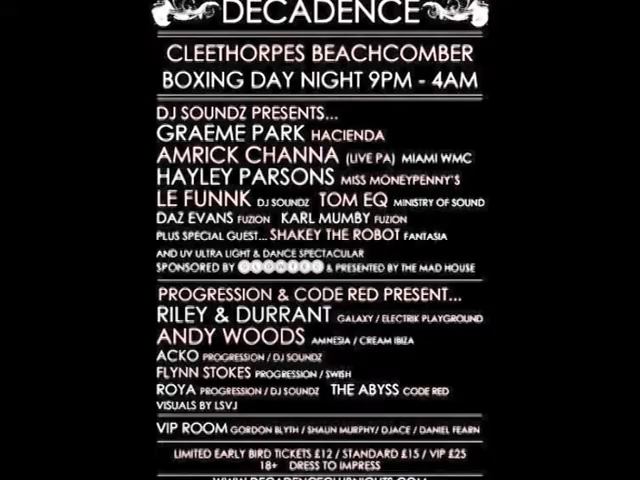 DECADENCE
CLEETHORPES BEACHCOMBER
BOXING DAY NIGHT 9PM - 4AM
DJ SOUNDZ PRESENTS...
GRAEME PARK HACIENDA
AMRICK CHANNA (LIVE PA) MIAMI WMC
HAYLEY PARSONS MISS MONEYPENNY'S
LE FUNNK DJ SOUNDZ TOM EQ MINISTRY OF SOUND
DAZ EVANS FUZION KARL MUMBY FUZION
PLUS SPECIAL GUEST... SHAKEY THE ROBOT FANTASIA
AND UV ULTRA LIGHT & DANCE SPECTACULAR
SPONSORED BY & PRESENTED BY THE MAD HOUSE
PROGRESSION & CODE RED PRESENT...
RILEY & DURRANT GALAXY / ELECTRIK PLAYGROUND
ANDY WOODS AMNESIA / CREAM IBIZA
ACKO PROGRESSION / DJ SOUNDZ
FLYNN STOKES PROGRESSION / SWISH
ROYA PROGRESSION / DJ SOUNDZ THE ABYSS CODE RED
VISUALS BY LSVJ
VIP ROOM GORDON BLYTH / SHAUN MURPHY/ DJACE / DANIEL FEARN
LIMITED EARLY BIRD TICKETS £12 / STANDARD £15 / VIP £25
18+ DRESS TO IMPRESS
WWW.DECADENCECLUBNIGHTS.COM